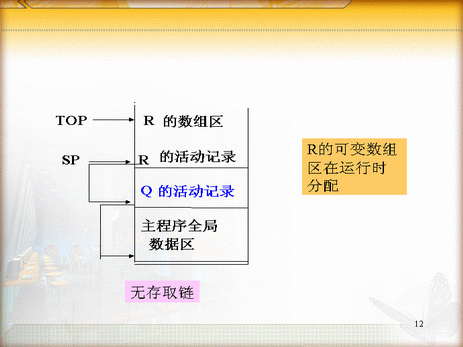 TOP
R 的数组区
SP
R 的活动记录
Q 的活动记录
主程序全局
数据区
R的可变数组
区在运行时
分配
无存取链
12